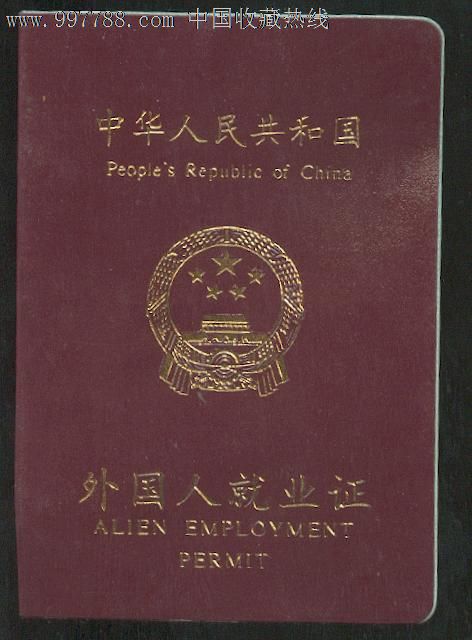 www.997788.com 中国收藏热线
中华人民共和国
People's Republic of China
外国人就业证
ALIEN EMPLOYMENT
PERMIT